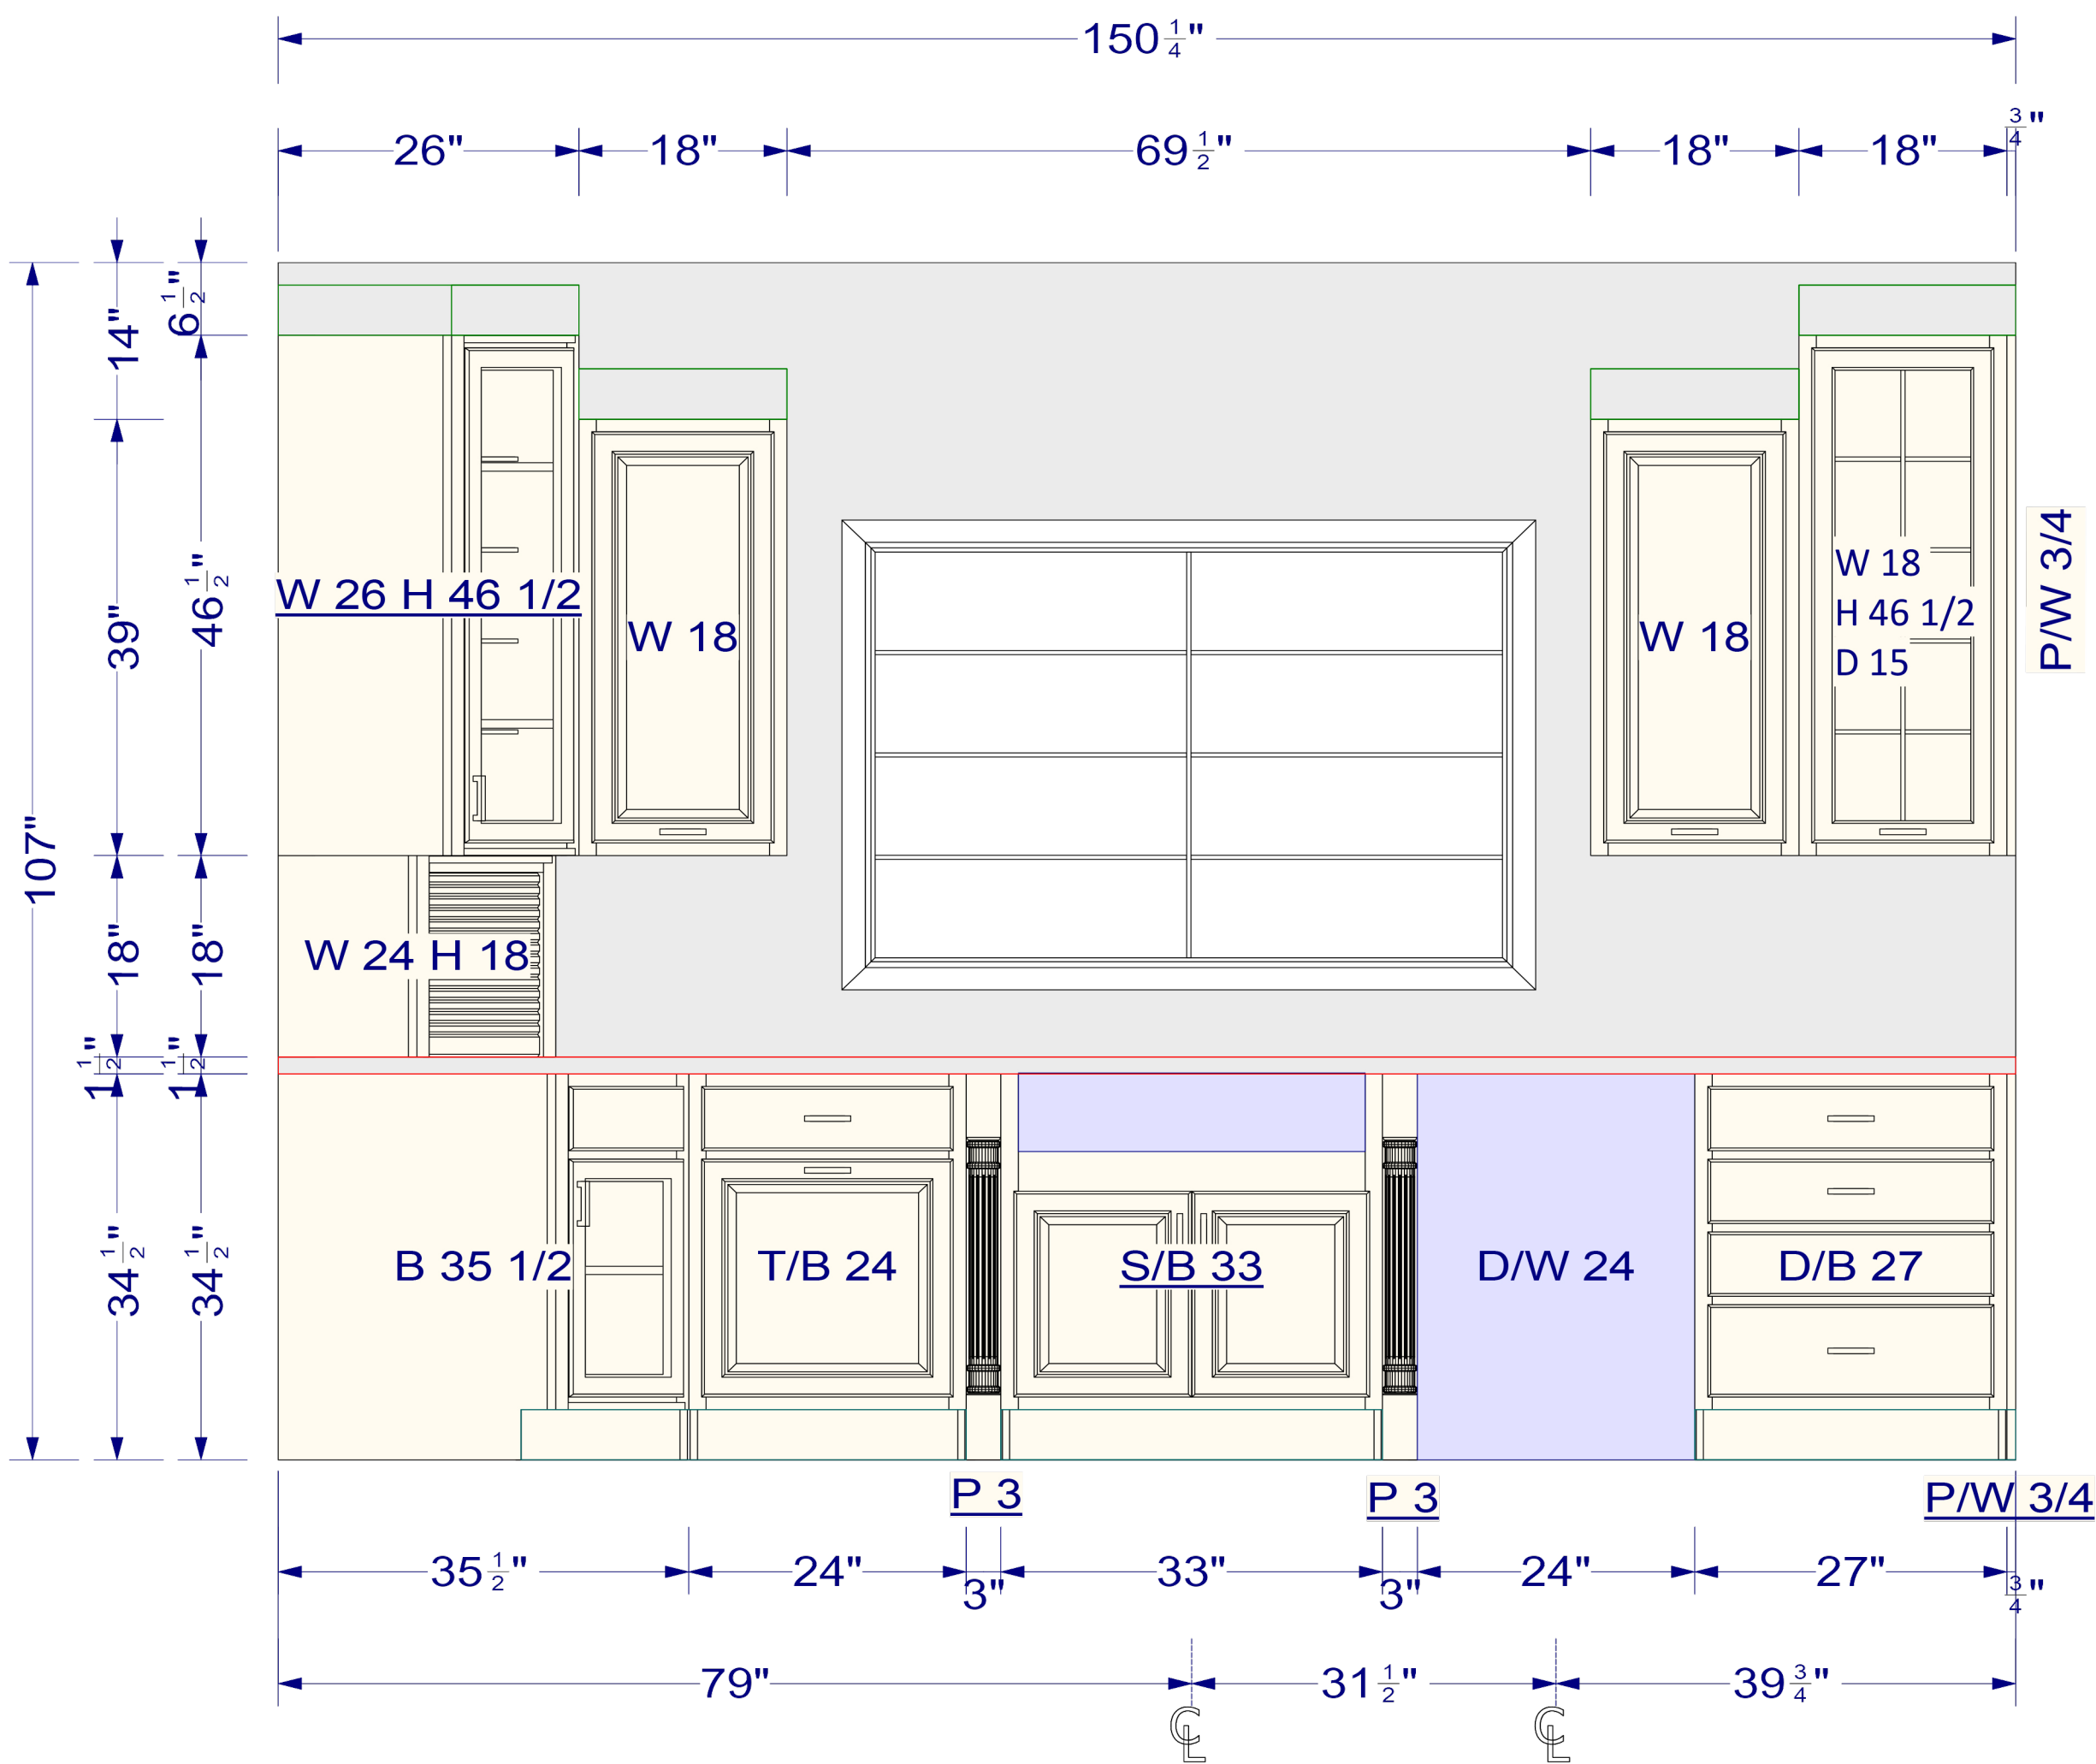 150 1/4"
3/4"
26" 18" 69 1/2" 18" 18"
6 1/2"
14"
46 1/2"
39"
107"
18" 18"
1 1/2" 1 1/2"
34 1/2" 34 1/2"
W 26 H 46 1/2
W 18
W 18
W 18
H 46 1/2
D 15
P/W 3/4
W 24 H 18
B 35 1/2
T/B 24
S/B 33
D/W 24
D/B 27
P 3
P 3
P/W 3/4
35 1/2" 24" 3" 33" 3" 24" 27" 3/4"
79" 31 1/2" 39 3/4"
CL CL